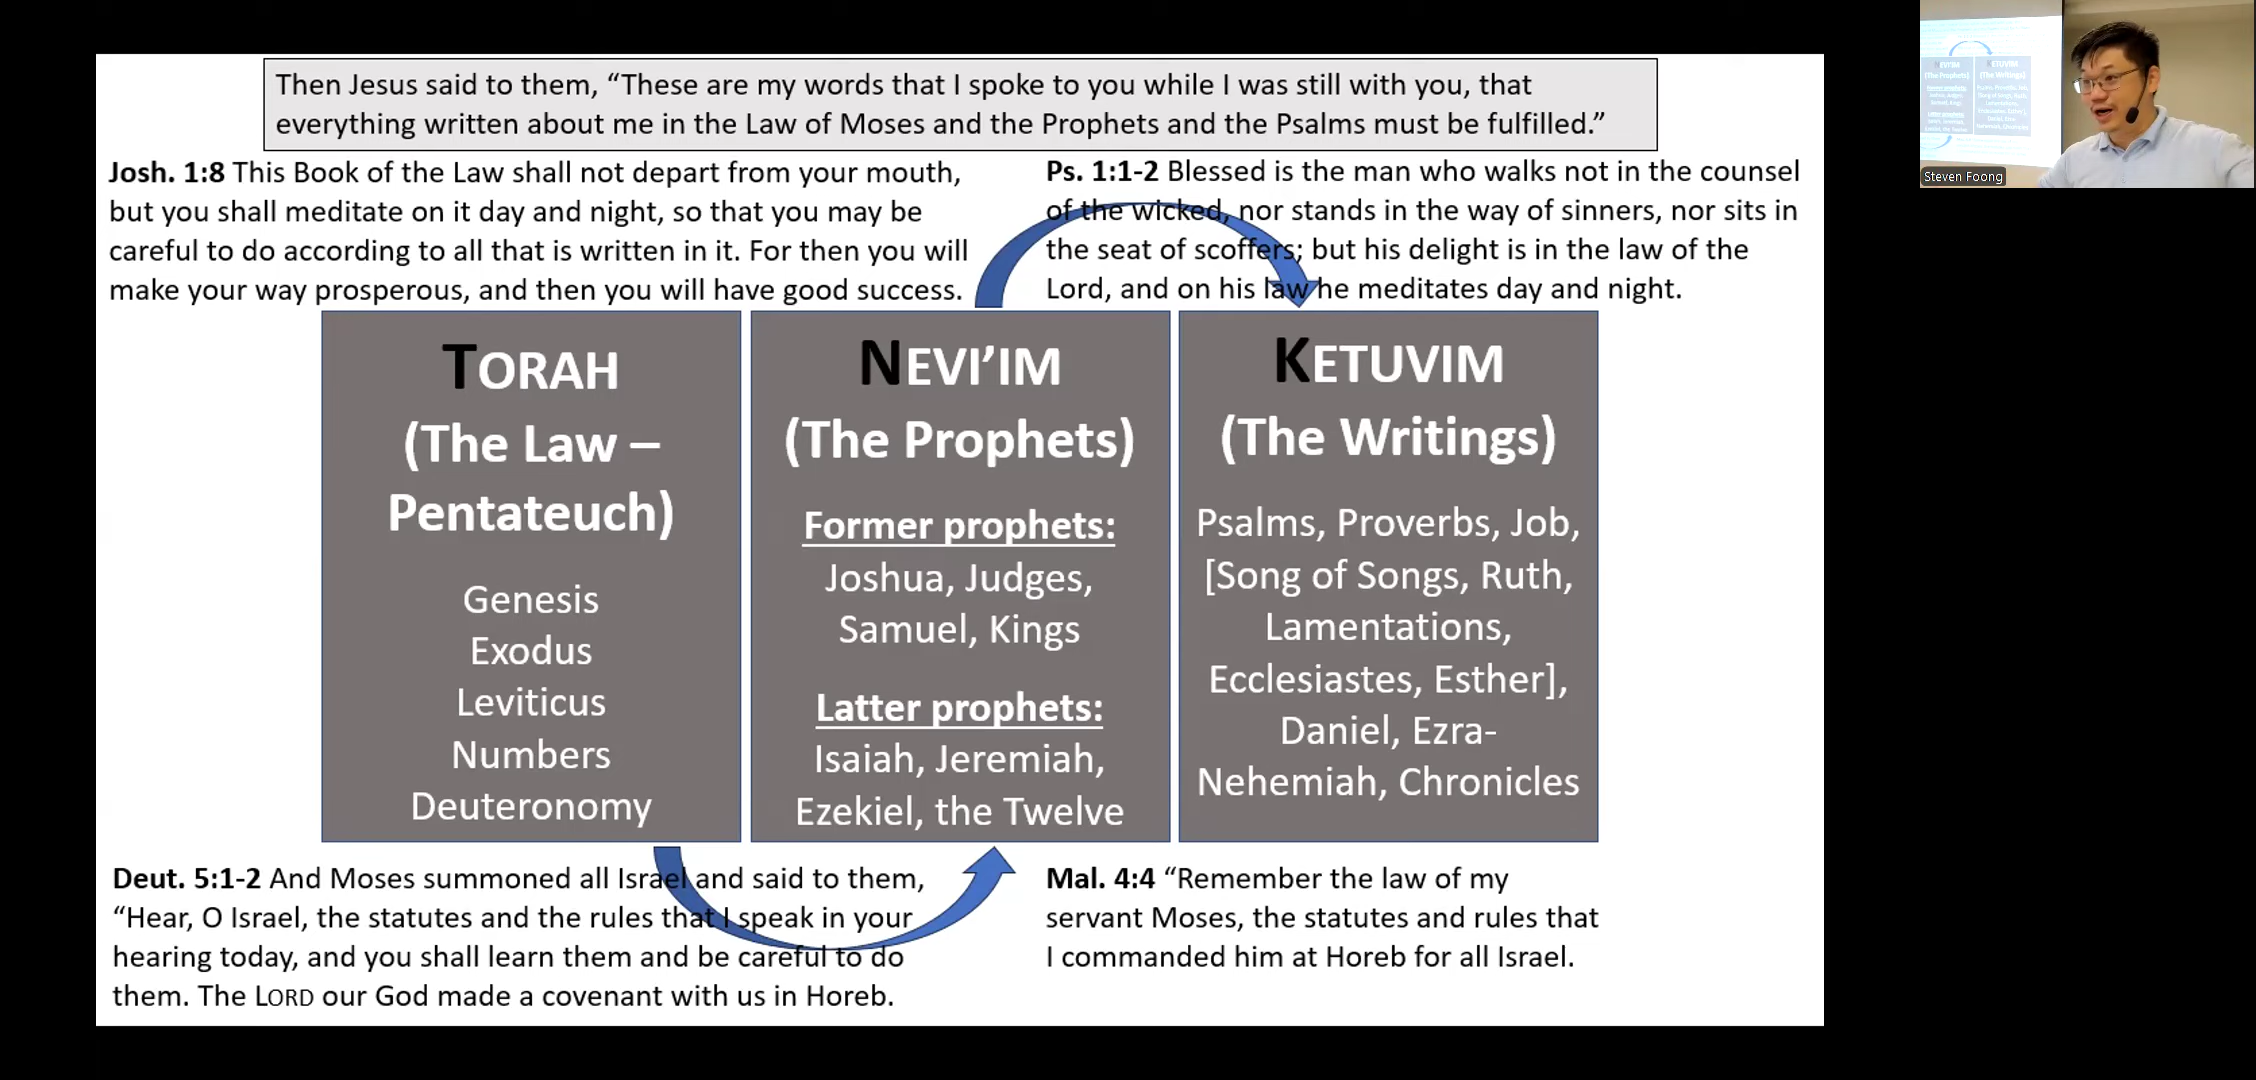 Then Jesus said to them, “These are my words that I spoke to you while I was still with you, that
everything written about me in the Law of Moses and the Prophets and the Psalms must be fulfilled.”
Josh. 1:8 This Book of the Law shall not depart from your mouth,
but you shall meditate on it day and night, so that you may be
careful to do according to all that is written in it. For then you will
make your way prosperous, and then you will have good success.
Ps. 1:1-2 Blessed is the man who walks not in the counsel
of the wicked, nor stands in the way of sinners, nor sits in
the seat of scoffers; but his delight is in the law of the
Lord, and on his law he meditates day and night.
TORAH
(The Law –
Pentateuch)
Genesis
Exodus
Leviticus
Numbers
Deuteronomy
NEVI’IM
(The Prophets)
Former prophets:
Joshua, Judges,
Samuel, Kings
Latter prophets:
Isaiah, Jeremiah,
Ezekiel, the Twelve
KETUVIM
(The Writings)
Psalms, Proverbs, Job,
[Song of Songs, Ruth,
Lamentations,
Ecclesiastes, Esther],
Daniel, Ezra-
Nehemiah, Chronicles
Deut. 5:1-2 And Moses summoned all Israel and said to them,
“Hear, O Israel, the statutes and the rules that I speak in your
hearing today, and you shall learn them and be careful to do
them. The LORD our God made a covenant with us in Horeb.
Mal. 4:4 “Remember the law of my
servant Moses, the statutes and rules that
I commanded him at Horeb for all Israel.
NEVI’IM
(The Prophets)
KETUVIM
(The Writings)
Steven Foong